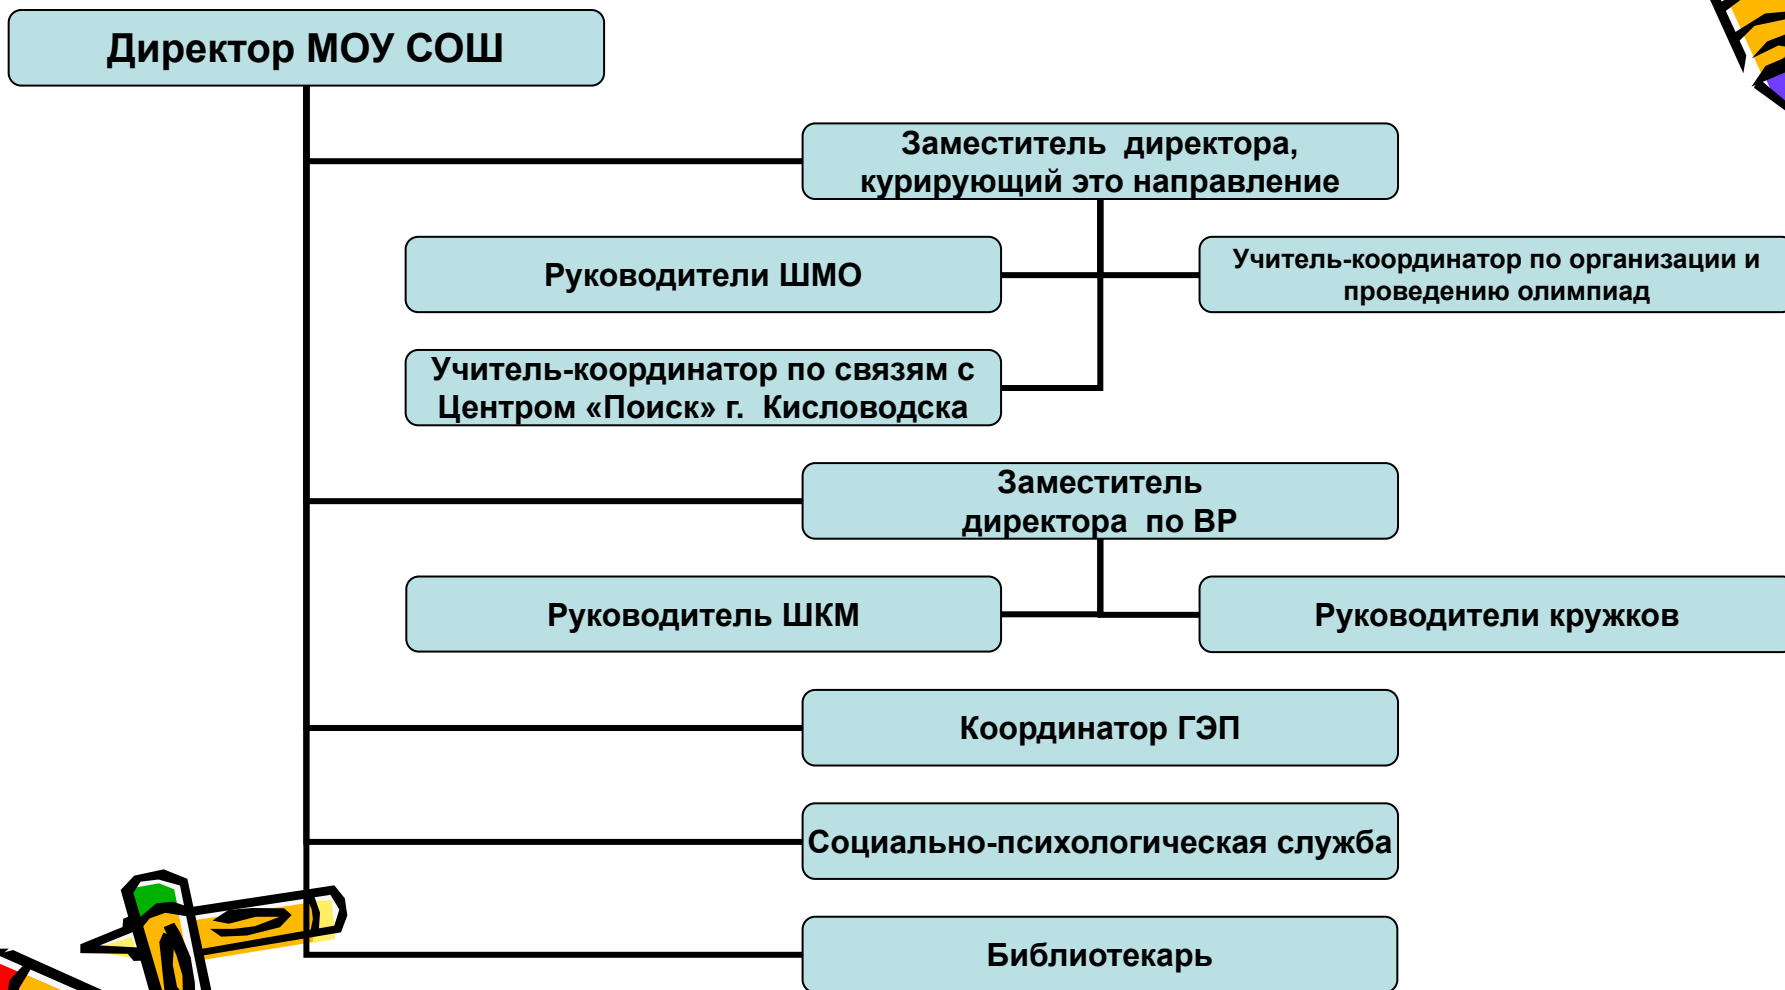 Директор МОУ СОШ
Заместитель директора,
курирующий это направление
Руководители ШМО
Учитель-координатор по организации и
проведению олимпиад
Учитель-координатор по связям с
Центром «Поиск» г. Кисловодска
Заместитель
директора по ВР
Руководитель ШКМ
Руководители кружков
Координатор ГЭП
Социально-психологическая служба
Библиотекарь